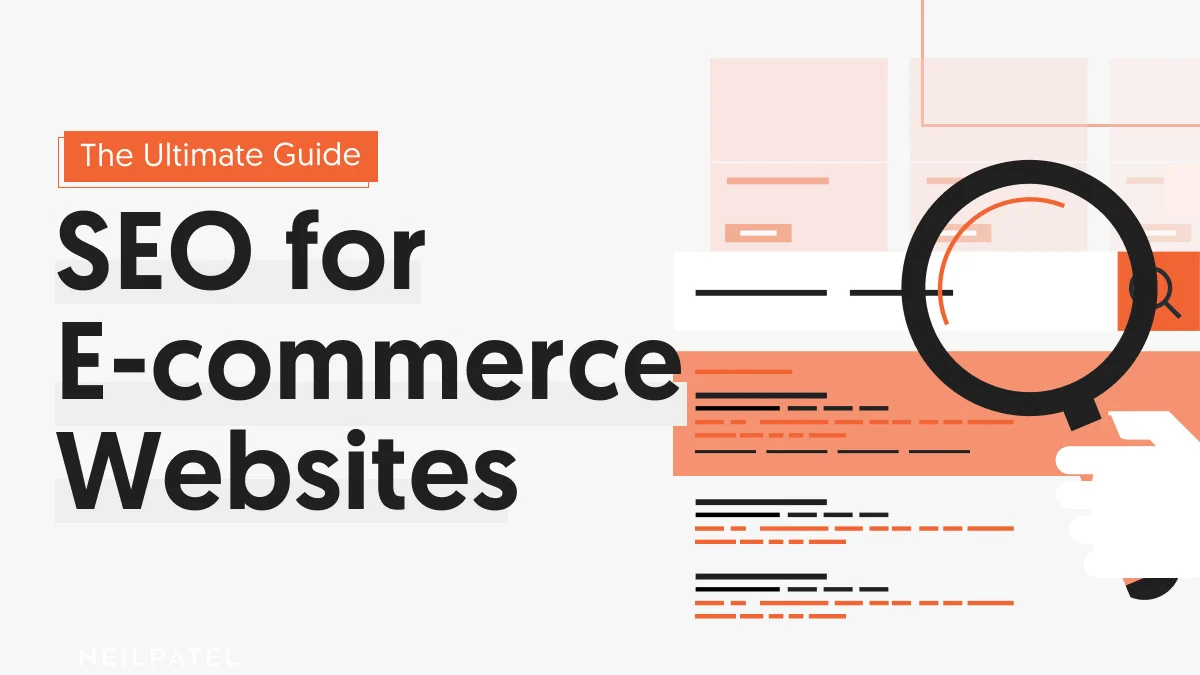 The Ultimate Guide
SEO for
E-commerce
Websites
NEILPATEL